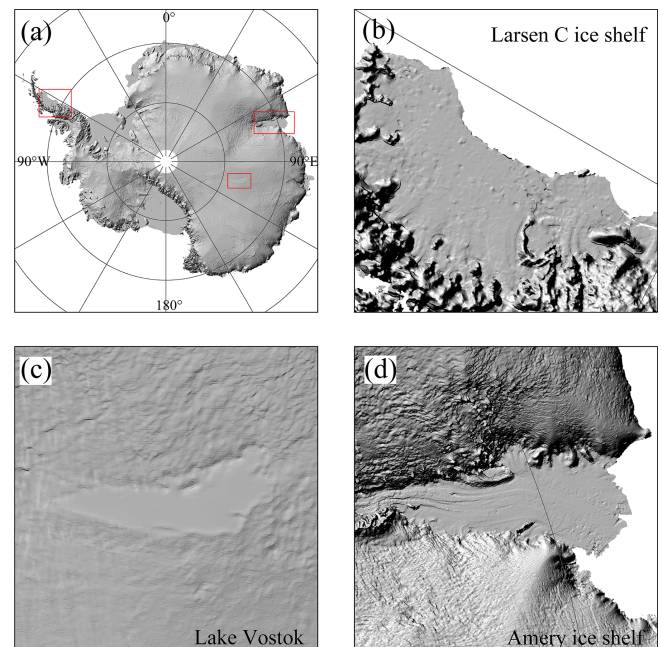 (a)
0°
90°W
90°E
180°
(b)
Larsen C ice shelf
(c)
Lake Vostok
(d)
Amery ice shelf